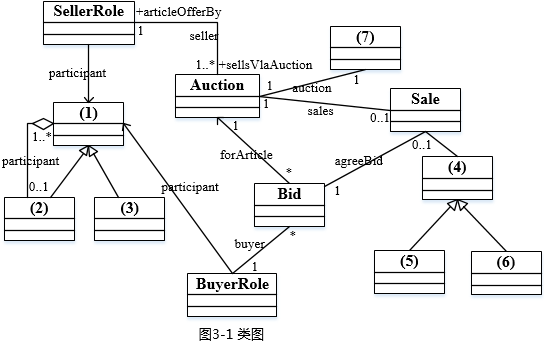 SellerRole
+articleOfferBy
1
seller
(7)
1..*
+sellsVlaAuction
participant
Auction
1
auction
1
1
sales
Sale
0..1
(1)
1..*
participant
1
forArticle
agreeBid
0..1
(4)
0..1
participant
*
1
(2)
(3)
Bid
*
buyer
(5)
(6)
1
BuyerRole
图3-1 类图